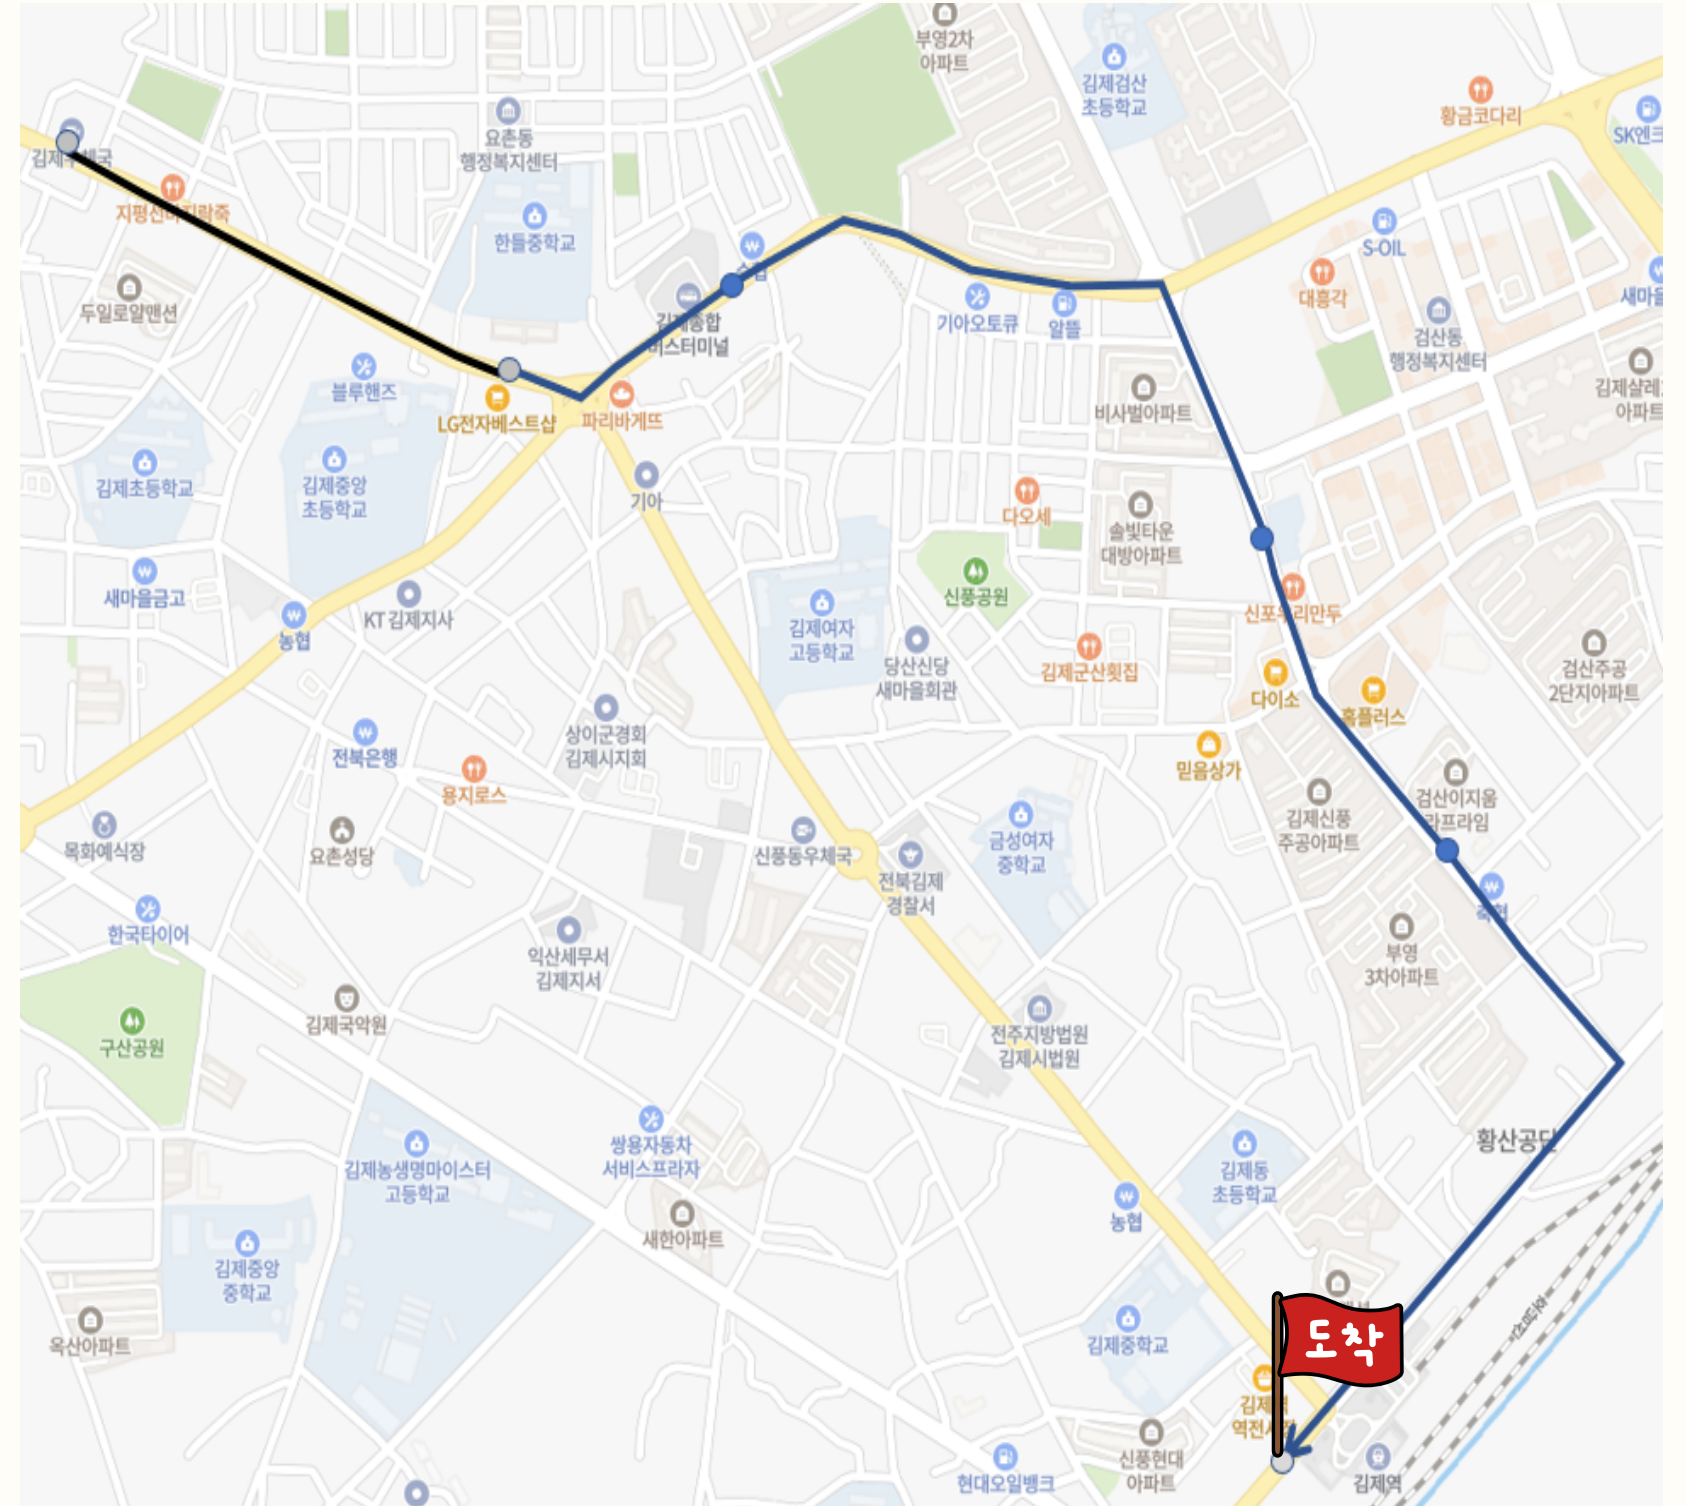 부영2차
아파트
김제검산
초등학교
황금코다리
SK엔크
요촌동
행정복지센터
지평선바지락죽
한들중학교
S-OIL
대흥각
새마을
두일로얄맨션
김제종합
버스터미널
기아오토큐
알뜰
검산동
행정복지센터
블루핸즈
LG전자베스트샵
파리바게뜨
비사벌아파트
김제샬레
아파트
김제초등학교
김제중앙
초등학교
기아
다오세
솔빛타운
대방아파트
새마을금고
KT 김제지사
농협
신풍공원
김제여자
고등학교
당산신당
새마을회관
김제군산횟집
신포우리만두
다이소
홈플러스
검산주공
2단지아파트
상이군경회
김제시지회
전북은행
용지로스
믿음상가
검산이지움
김제신풍
주공아파트
목화예식장
요촌성당
신풍동우체국
전북김제
경찰서
금성여자
중학교
축협
한국타이어
익산세무서
김제지서
부영
3차아파트
김제국악원
구산공원
전주지방법원
김제시법원
쌍용자동차
서비스프라자
김제농생명마이스터
고등학교
김제동
초등학교
황산공단
농협
새한아파트
김제중앙
중학교
옥산아파트
김제중학교
도착
신풍현대
아파트
현대오일뱅크
김제역